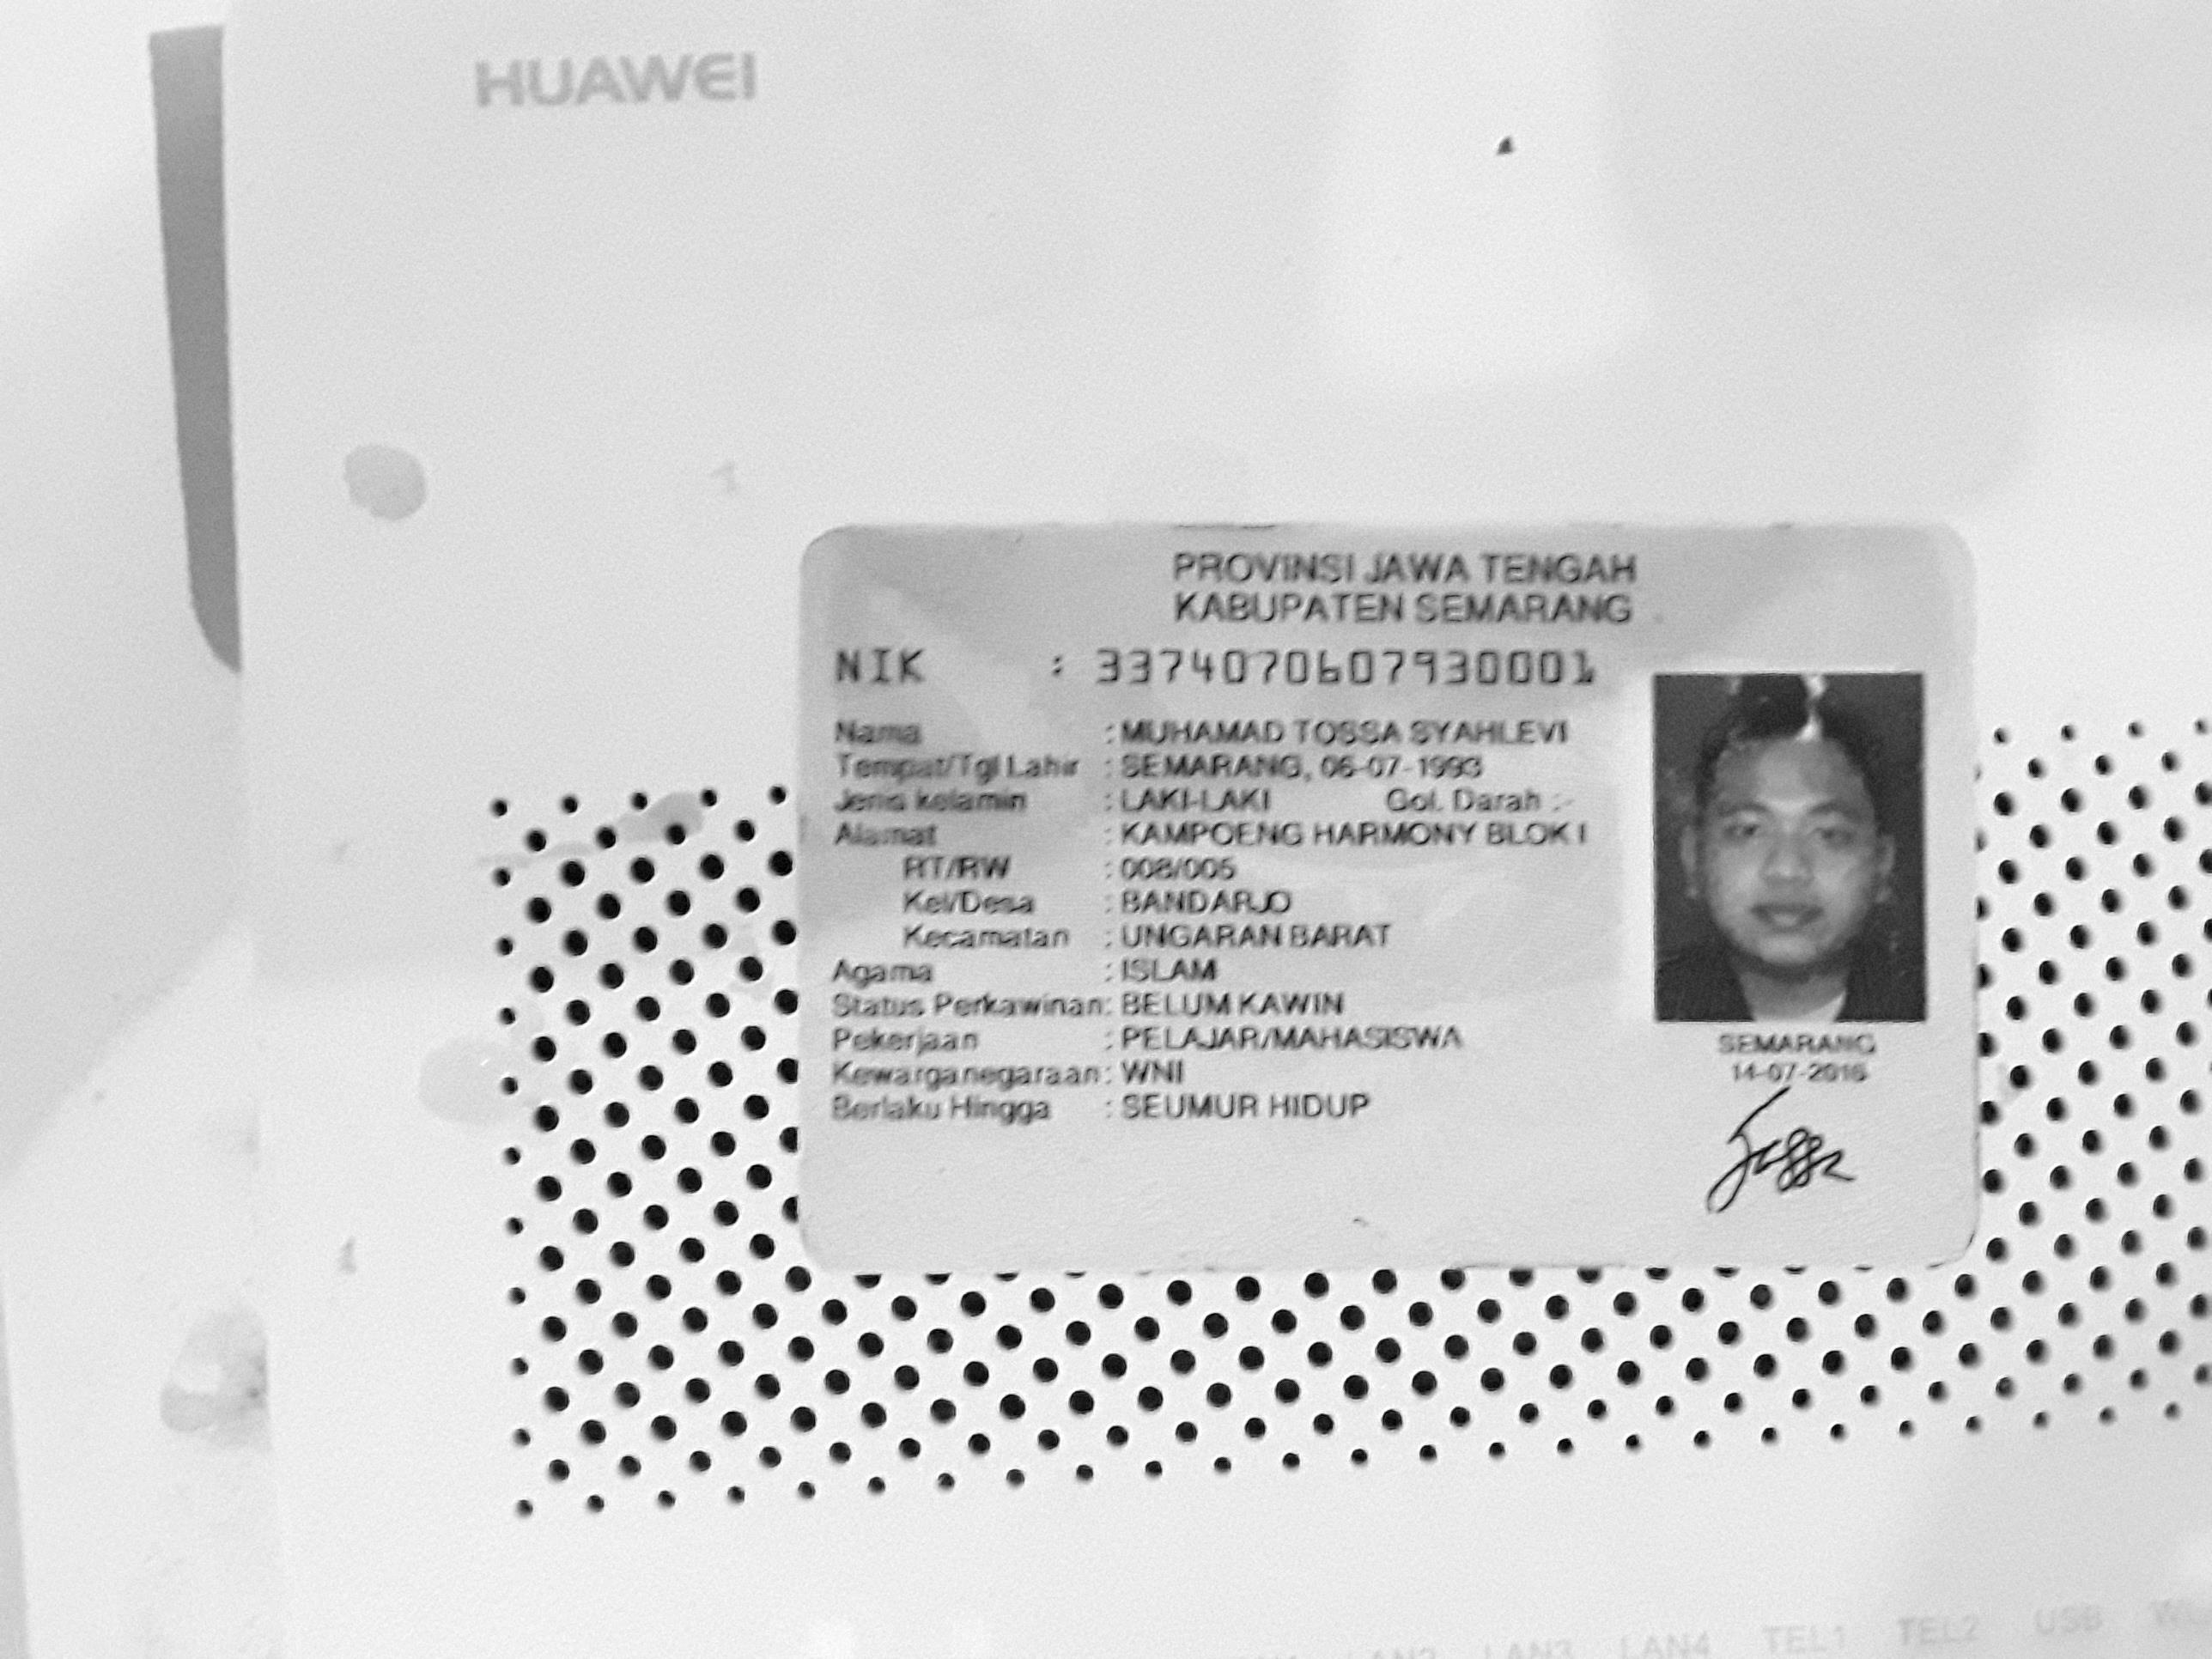 HUAWEI
PROVINSI JAWA TENGAH
KABUPATEN SEMARANG
NIK : 3374070607930001
Nama : MUHAMAD TOSSA SYAHLEVI
Tempat/Tgl Lahir : SEMARANG, 06-07-1993
Jenis kelamin : LAKI-LAKI Gol. Darah :-
Alamat : KAMPOENG HARMONY BLOK I
RT/RW : 008/005
Kel/Desa : BANDARJO
Kecamatan : UNGARAN BARAT
Agama : ISLAM
Status Perkawinan: BELUM KAWIN
Pekerjaan : PELAJAR/MAHASISWA
Kewarganegaraan: WNI
Berlaku Hingga : SEUMUR HIDUP
SEMARANG
14-07-2016
LAN2 LAN3 LAN4 TEL1 TEL2 USB